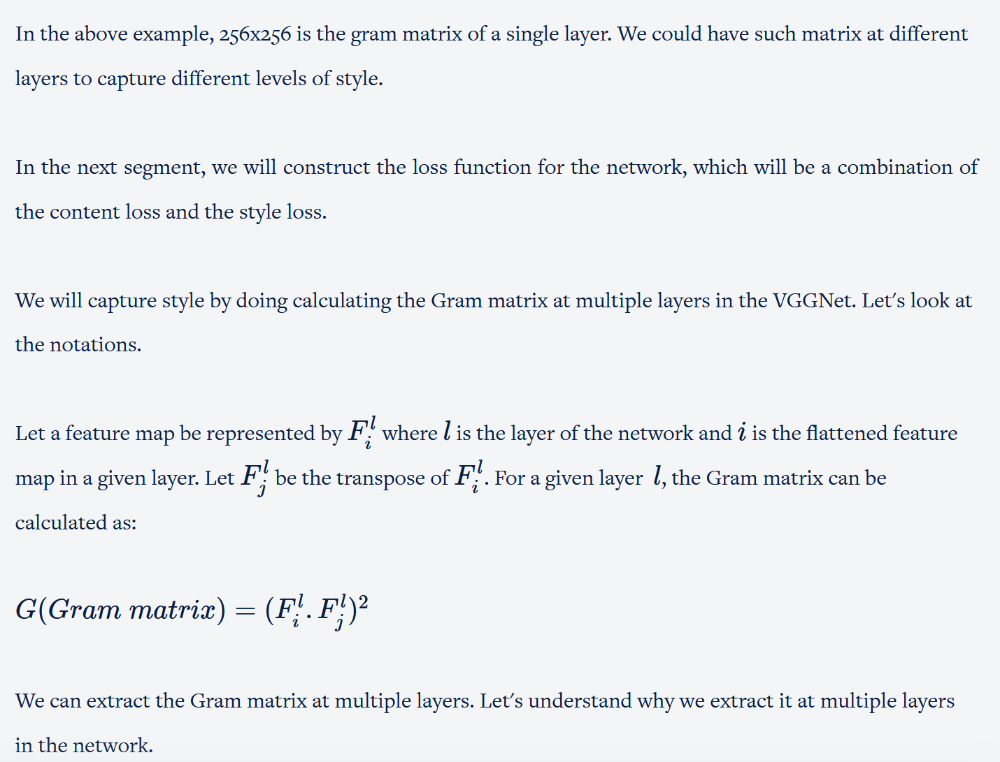 In the above example, 256x256 is the gram matrix of a single layer. We could have such matrix at different
layers to capture different levels of style.
In the next segment, we will construct the loss function for the network, which will be a combination of
the content loss and the style loss.
We will capture style by doing calculating the Gram matrix at multiple layers in the VGGNet. Let's look at
the notations.
Let a feature map be represented by $F_i^l$ where $l$ is the layer of the network and $i$ is the flattened feature
map in a given layer. Let $F_j^l$ be the transpose of $F_i^l$. For a given layer $l$, the Gram matrix can be
calculated as:
$G(Gram\ matrix) = (F_i^l . F_j^l)^2$
We can extract the Gram matrix at multiple layers. Let's understand why we extract it at multiple layers
in the network.